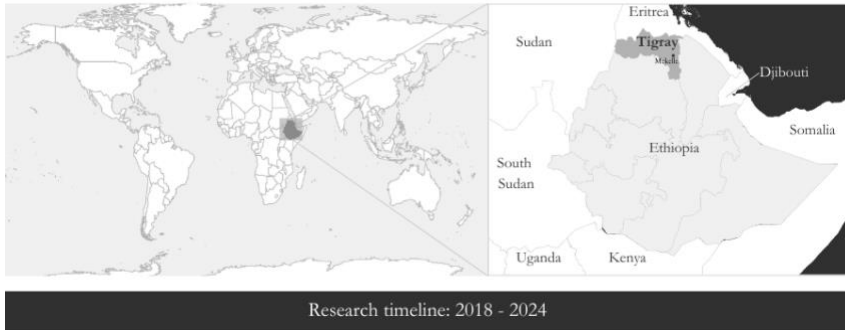 Eritrea
Sudan
Tigray
Mekelle
Djibouti
Somalia
Ethiopia
South
Sudan
Uganda
Kenya
Research timeline: 2018 - 2024